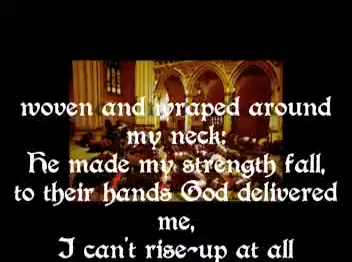 woven and wraped around
my neck:
He made my strength fall,
to their hands God delivered
me,
I can't rise-up at all